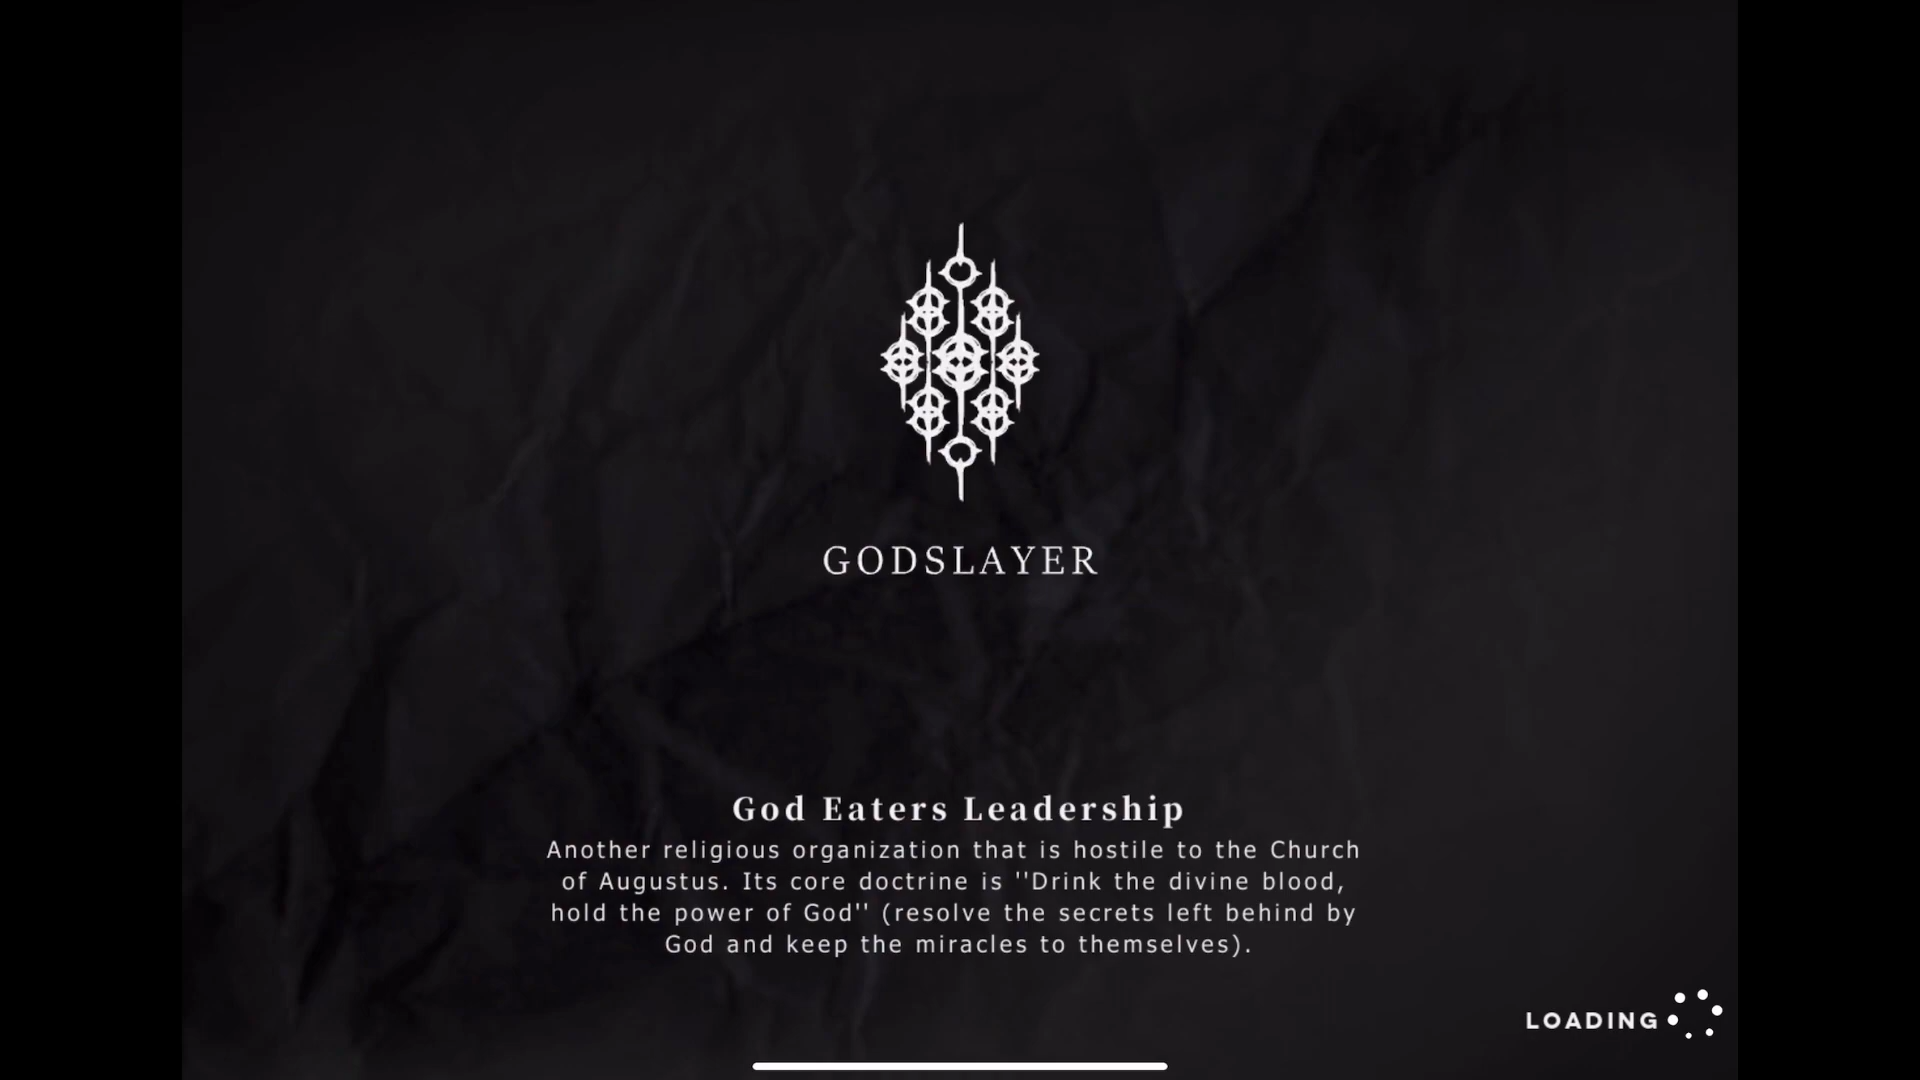 GODSLAYER
God Eaters Leadership
Another religious organization that is hostile to the Church
of Augustus. Its core doctrine is ''Drink the divine blood,
hold the power of God'' (resolve the secrets left behind by
God and keep the miracles to themselves).
LOADING